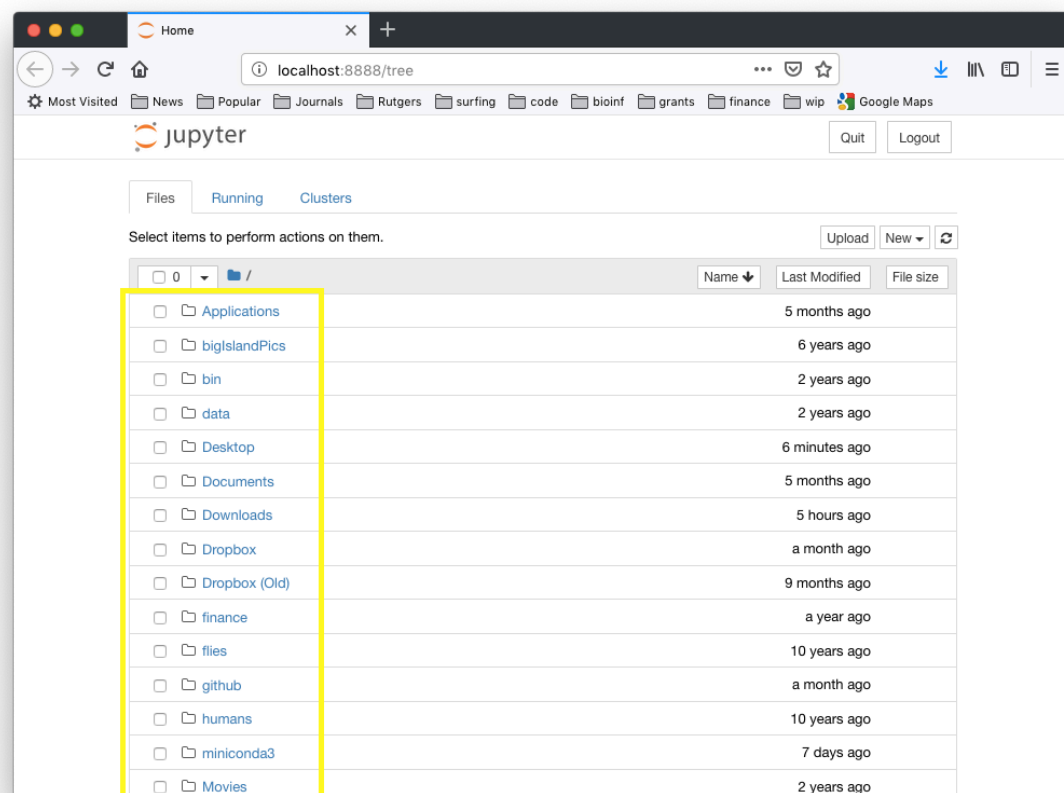 Home
localhost:8888/tree
Most Visited News Popular Journals Rutgers surfing code bioinf grants finance wip Google Maps
jupyter Quit Logout
Files Running Clusters
Select items to perform actions on them. Upload New
0 / Name Last Modified File size
Applications 5 months ago
bigIslandPics 6 years ago
bin 2 years ago
data 2 years ago
Desktop 6 minutes ago
Documents 5 months ago
Downloads 5 hours ago
Dropbox a month ago
Dropbox (Old) 9 months ago
finance a year ago
flies 10 years ago
github a month ago
humans 10 years ago
miniconda3 7 days ago
Movies 2 years ago